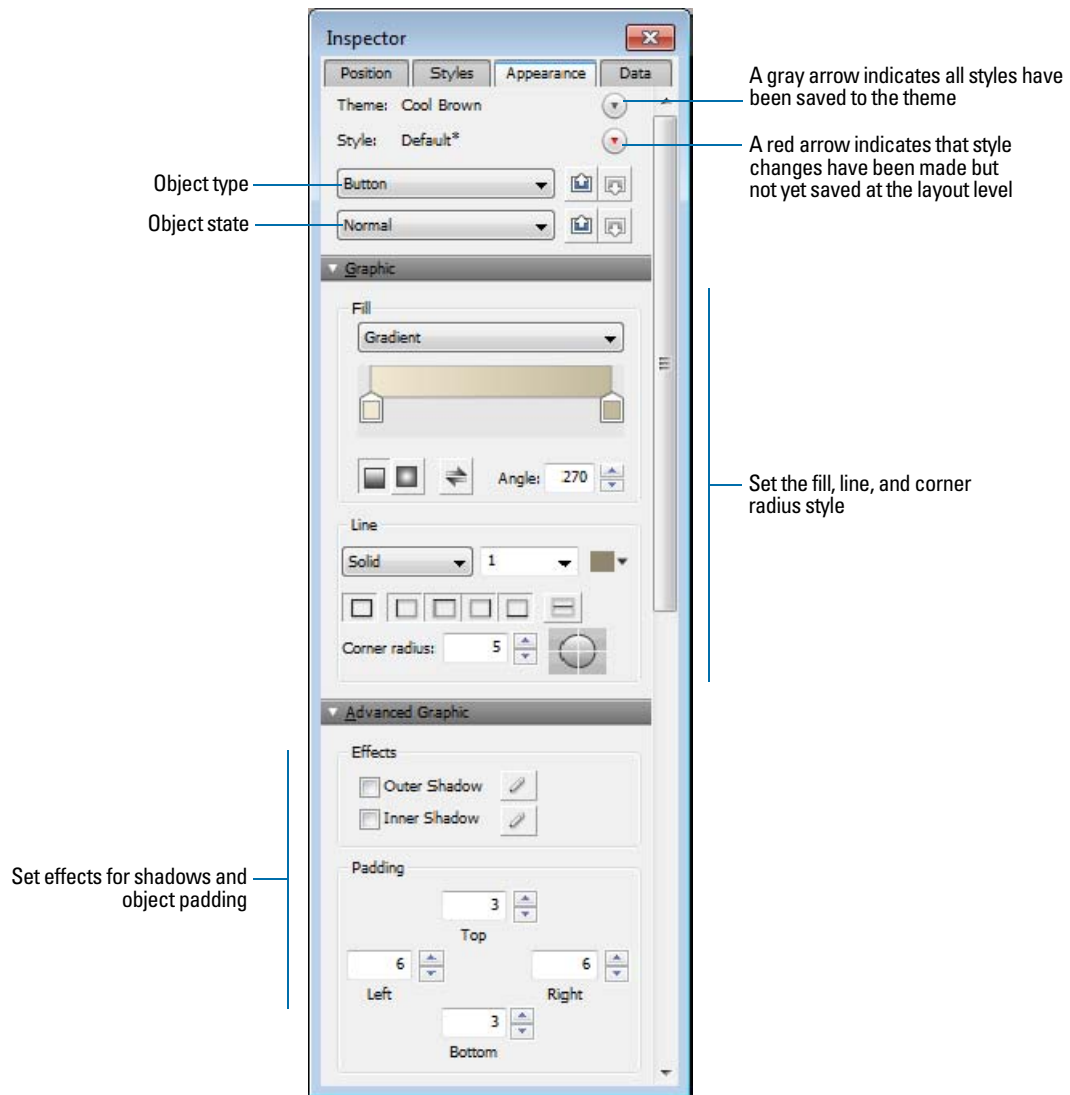 Inspector
Position Styles Appearance Data
Theme: Cool Brown
A gray arrow indicates all styles have
been saved to the theme
Style: Default*
A red arrow indicates that style
changes have been made but
not yet saved at the layout level
Object type
Button
Object state
Normal
Graphic
Fill
Gradient
Angle: 270
Set the fill, line, and corner
radius style
Line
Solid 1
Corner radius: 5
Advanced Graphic
Effects
Outer Shadow
Inner Shadow
Set effects for shadows and
object padding
Padding
3
Top
6 6
Left Right
3
Bottom